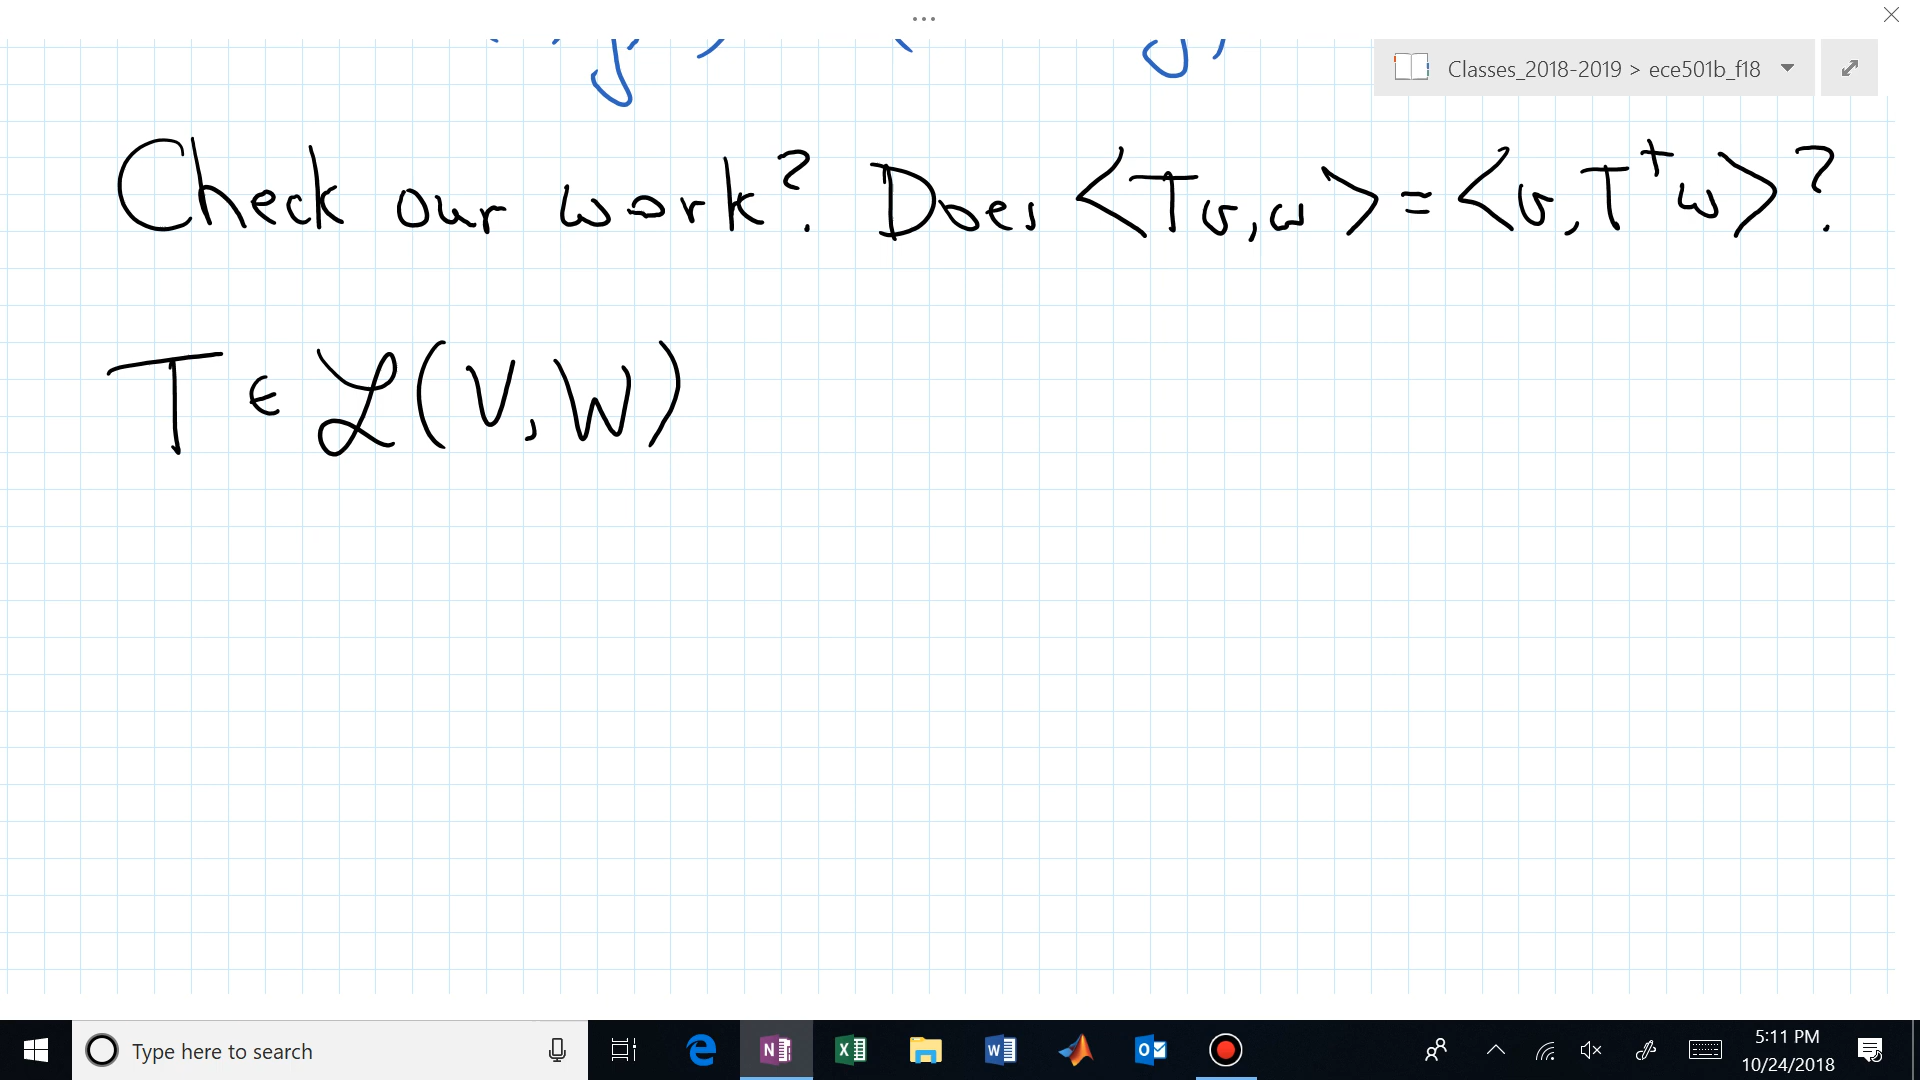 Classes_2018-2019 > ece501b_f18
Check our work? Does <Tv,w> = <v,T⁺w>?
T ∈ ℒ(V,W)
Type here to search
5:11 PM
10/24/2018